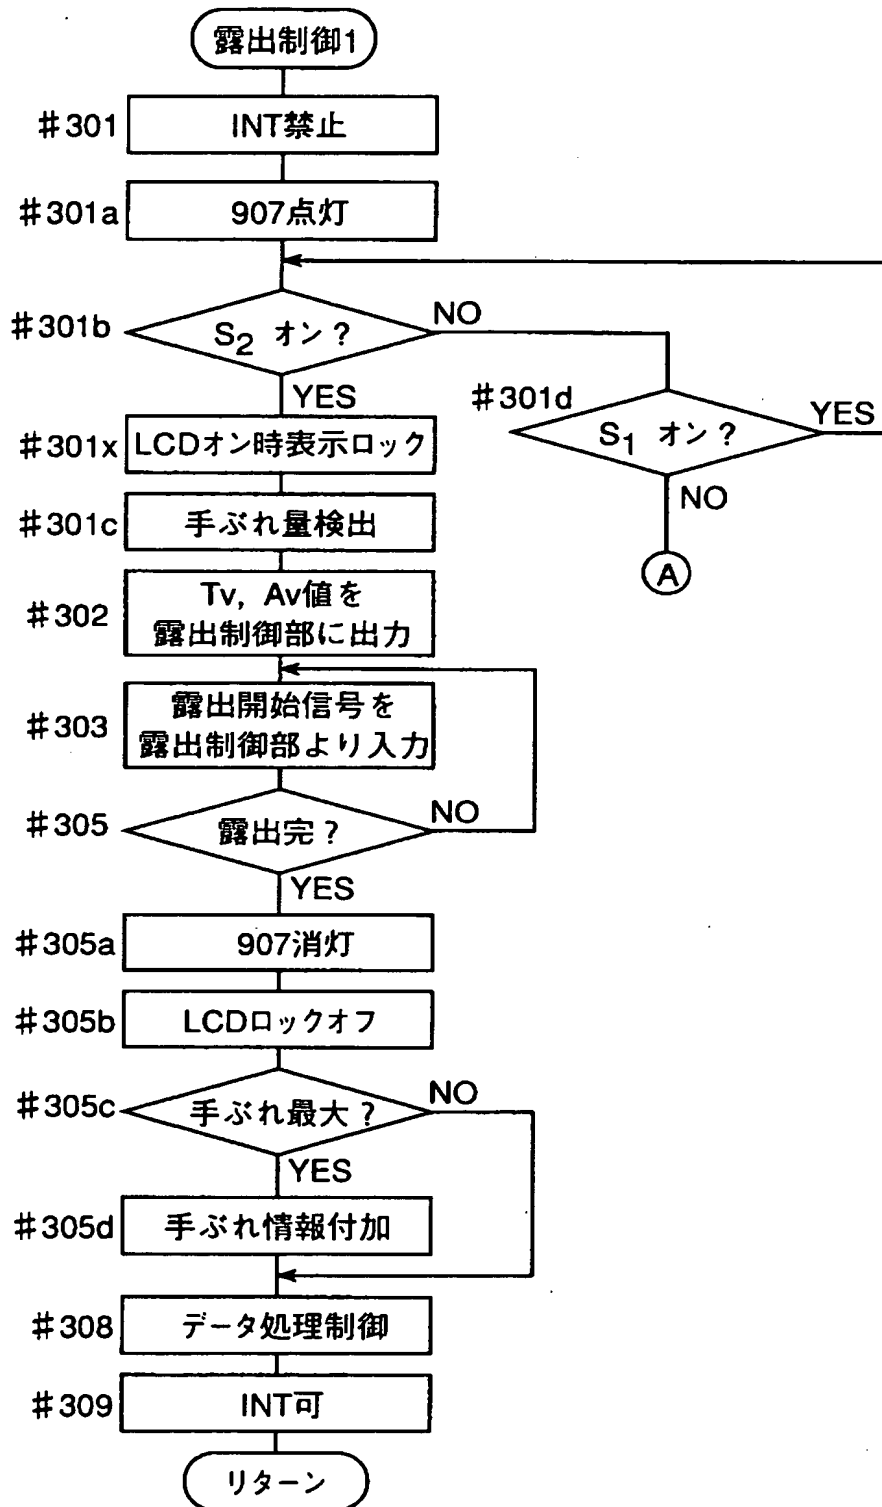 露出制御1
#301 INT禁止
#301a 907点灯
#301b S2 オン?
NO
YES
#301d S1 オン?
YES
NO
A
#301x LCDオン時表示ロック
#301c 手ぶれ量検出
#302 Tv, Av値を
露出制御部に出力
#303 露出開始信号を
露出制御部より入力
#305 露出完?
NO
YES
#305a 907消灯
#305b LCDロックオフ
#305c 手ぶれ最大?
NO
YES
#305d 手ぶれ情報付加
#308 データ処理制御
#309 INT可
リターン